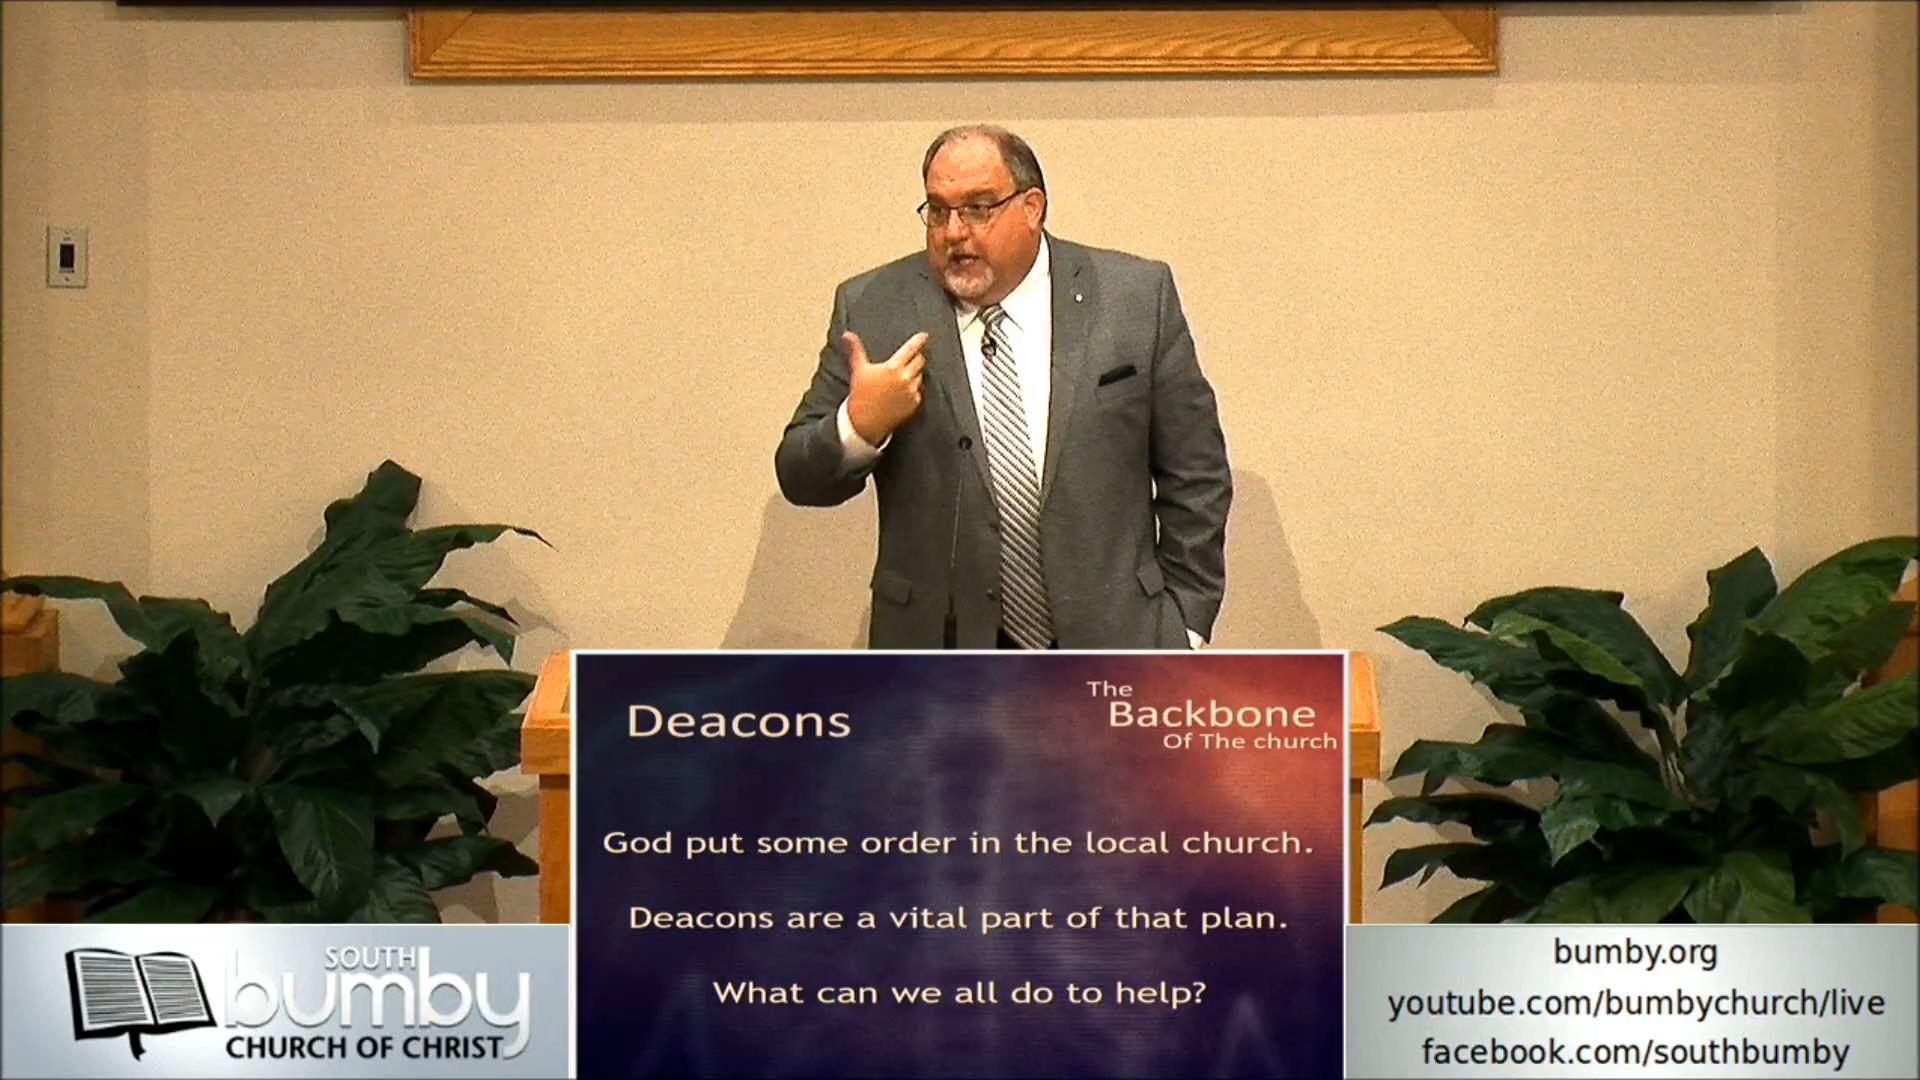 Deacons
The
Backbone
Of The church
God put some order in the local church.
Deacons are a vital part of that plan.
What can we all do to help?
SOUTH
bumby
CHURCH OF CHRIST
bumby.org
youtube.com/bumbychurch/live
facebook.com/southbumby